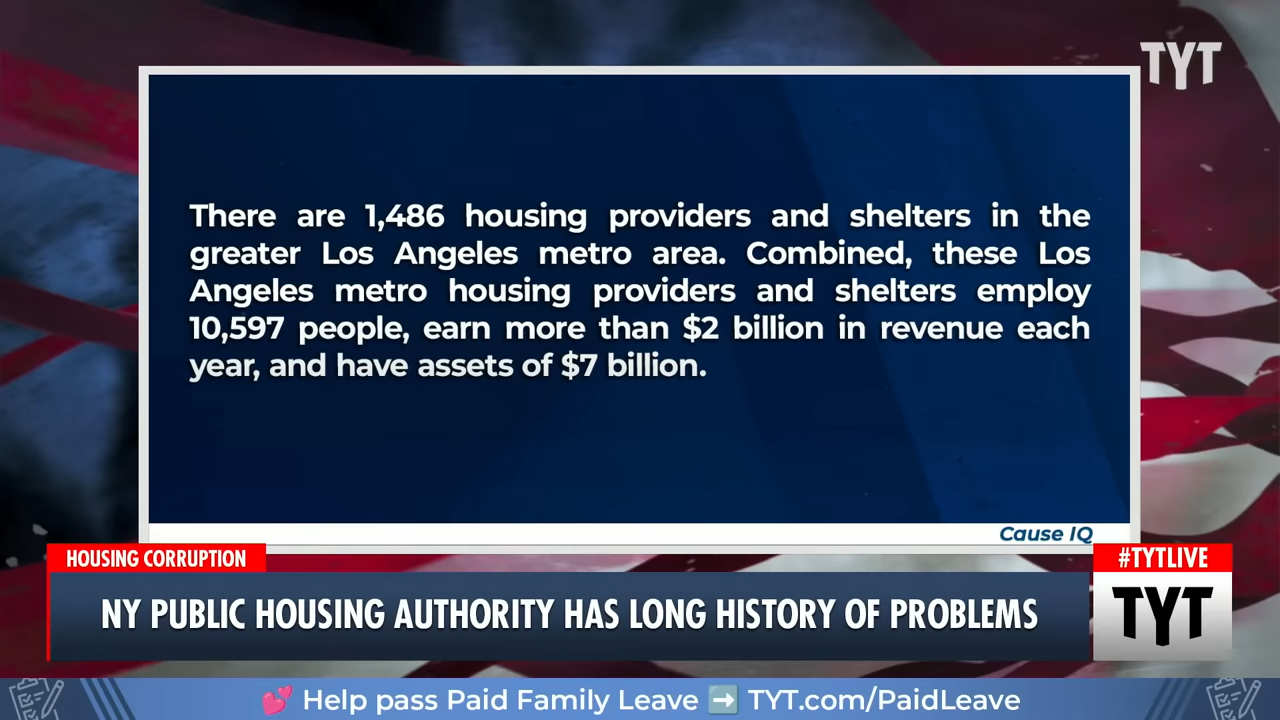 TYT
There are 1,486 housing providers and shelters in the
greater Los Angeles metro area. Combined, these Los
Angeles metro housing providers and shelters employ
10,597 people, earn more than $2 billion in revenue each
year, and have assets of $7 billion.
Cause IQ
HOUSING CORRUPTION
#TYTLIVE
NY PUBLIC HOUSING AUTHORITY HAS LONG HISTORY OF PROBLEMS
TYT
💕 Help pass Paid Family Leave ➡️ TYT.com/PaidLeave